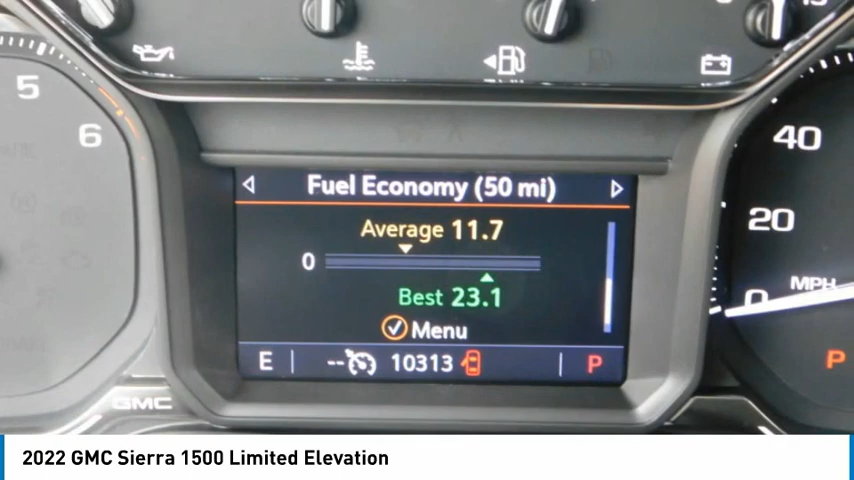 5
6
Fuel Economy (50 mi)
Average 11.7
0
Best 23.1
Menu
E -- 10313 P
GMC
40
20
MPH
0
P
2022 GMC Sierra 1500 Limited Elevation